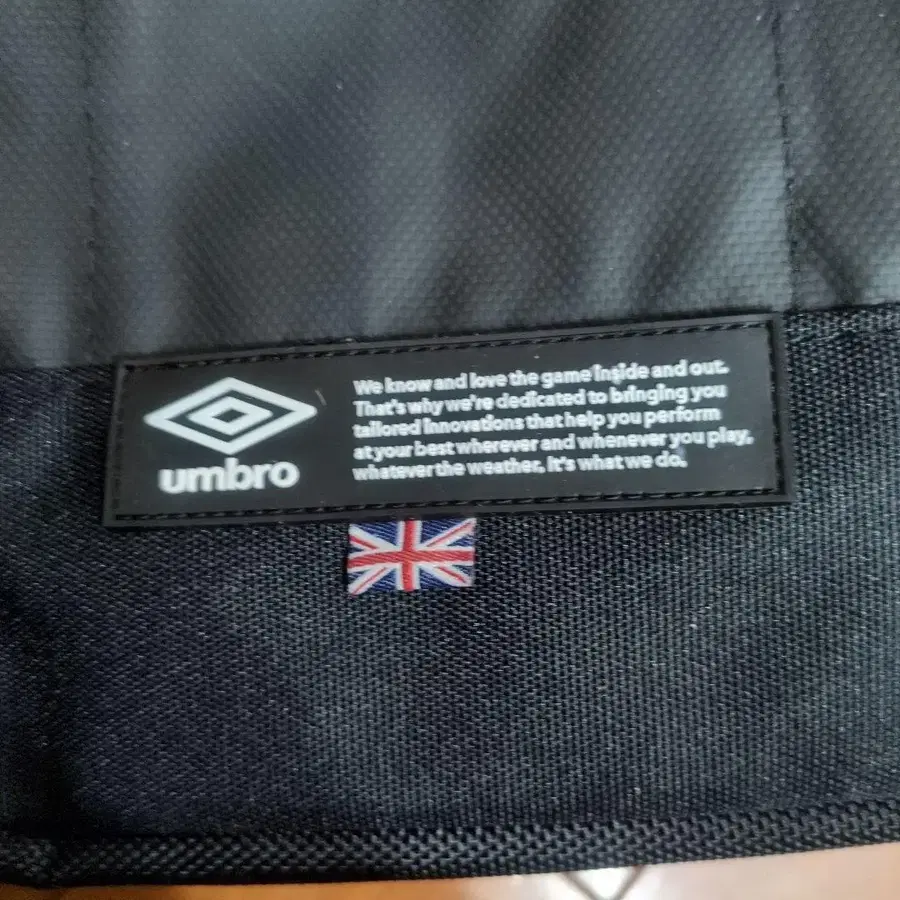 umbro
We know and love the game inside and out.
That's why we're dedicated to bringing you
tailored innovations that help you perform
at your best wherever and whenever you play,
whatever the weather. It's what we do.